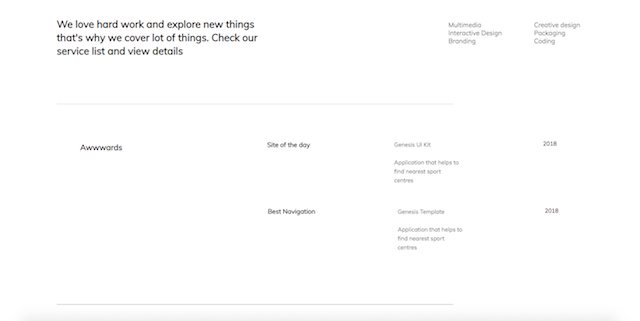 We love hard work and explore new things
that's why we cover lot of things. Check our
service list and view details
Multimedia
Interactive Design
Branding
Creative design
Packaging
Coding
Awwwards
Site of the day
Genesis UI Kit
2018
Application that helps to
find nearest sport
centres
Best Navigation
Genesis Template
2018
Application that helps to
find nearest sport
centres